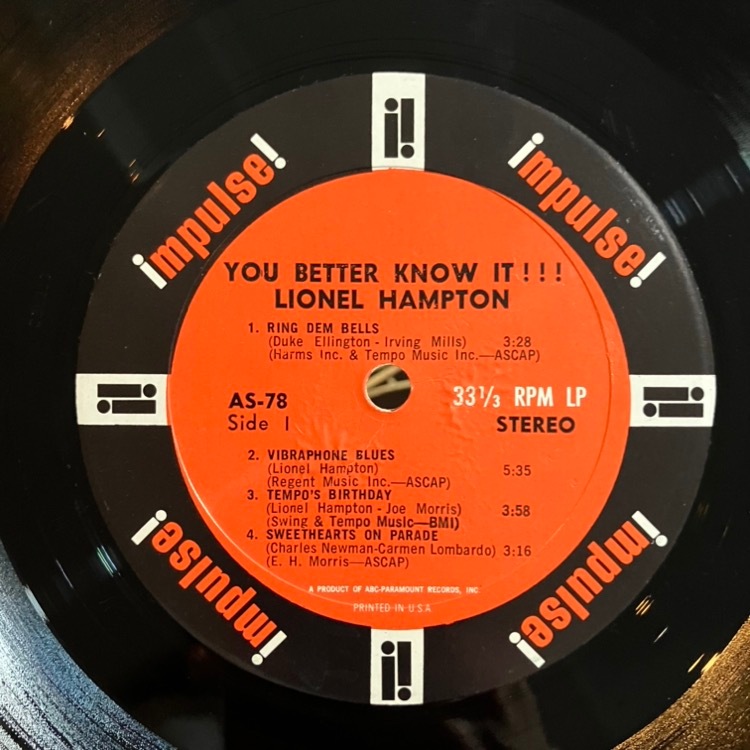 impulse!
impulse!
YOU BETTER KNOW IT!!!
LIONEL HAMPTON
1. RING DEM BELLS
(Duke Ellington - Irving Mills) 3:28
(Harms Inc. & Tempo Music Inc.—ASCAP)
AS-78
Side I
33⅓ RPM LP
STEREO
2. VIBRAPHONE BLUES
(Lionel Hampton) 5:35
(Regent Music Inc.—ASCAP)
3. TEMPO'S BIRTHDAY
(Lionel Hampton - Joe Morris) 3:58
(Swing & Tempo Music—BMI)
4. SWEETHEARTS ON PARADE
(Charles Newman-Carmen Lombardo) 3:16
(E. H. Morris—ASCAP)
A PRODUCT OF ABC-PARAMOUNT RECORDS, INC
PRINTED IN U.S.A
impulse!
impulse!